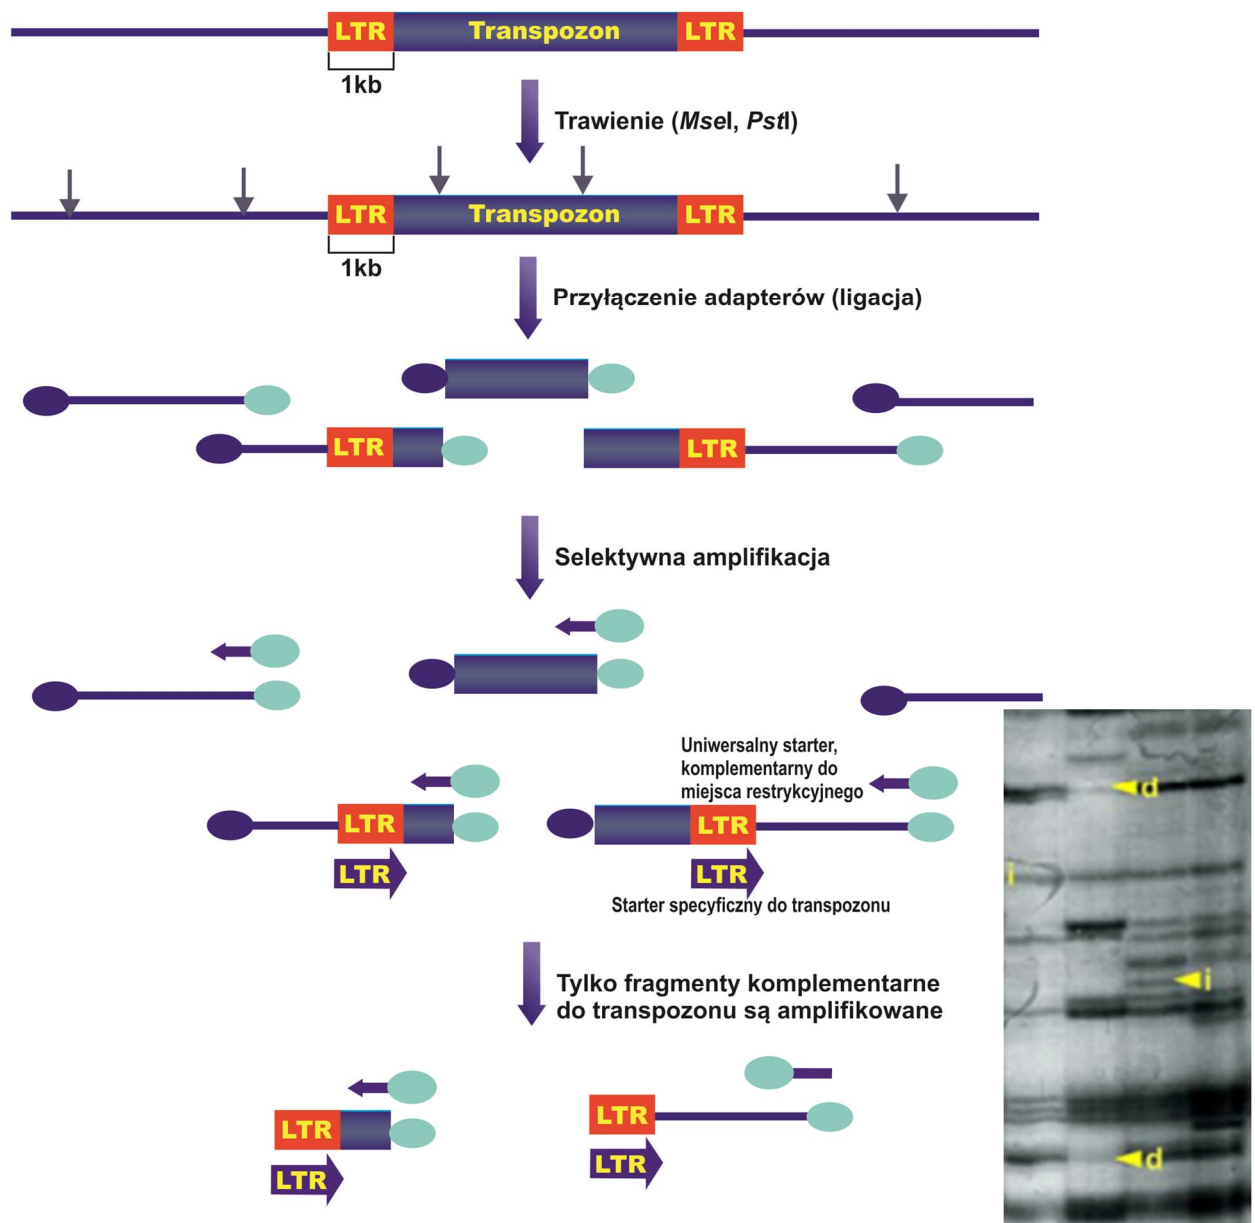 LTR Transpozon LTR
1kb
Trawienie (MseI, PstI)
LTR Transpozon LTR
1kb
Przyłączenie adapterów (ligacja)
LTR
LTR
Selektywna amplifikacja
Uniwersalny starter,
komplementarny do
miejsca restrykcyjnego
LTR
LTR
LTR
LTR
Starter specyficzny do transpozonu
Tylko fragmenty komplementarne
do transpozonu są amplifikowane
LTR
LTR
LTR
LTR
d
i
i
d